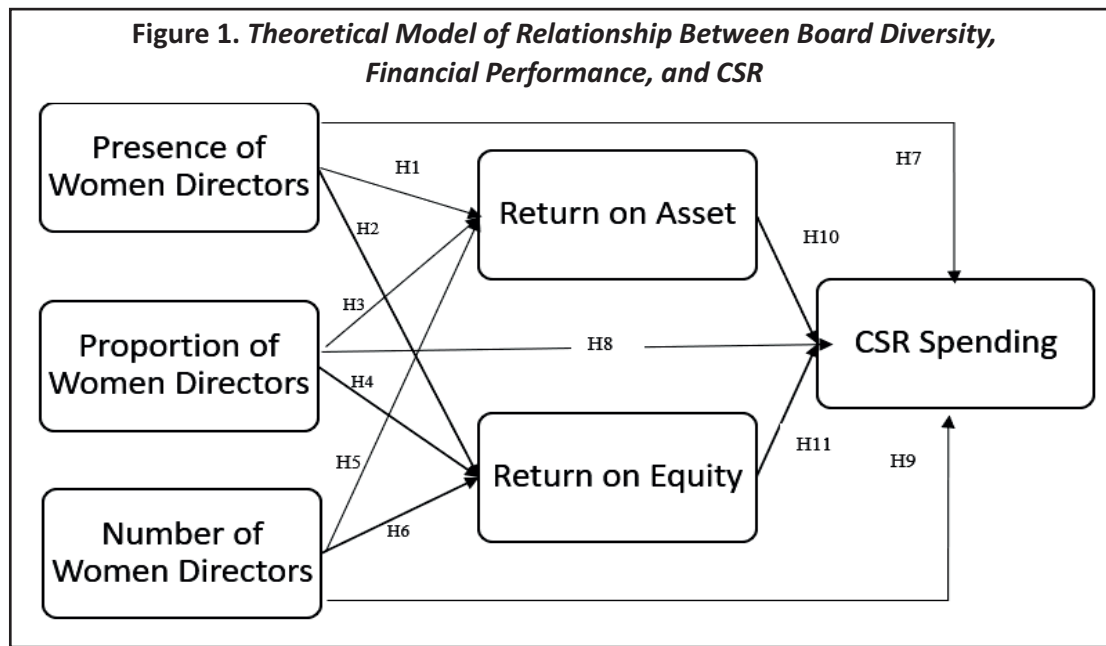 Figure 1. Theoretical Model of Relationship Between Board Diversity,
Financial Performance, and CSR
Presence of
Women Directors
H1
H2
Return on Asset
H7
H10
Proportion of
Women Directors
H3
H8
CSR Spending
H4
H5
Return on Equity
H11
H9
Number of
Women Directors
H6